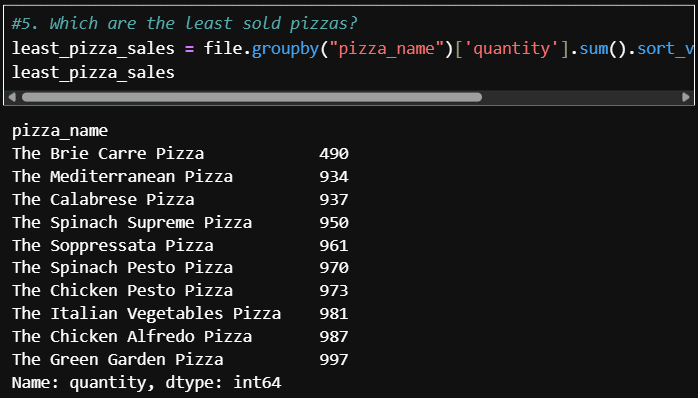 #5. Which are the least sold pizzas?
least_pizza_sales = file.groupby("pizza_name")['quantity'].sum().sort_v
least_pizza_sales
pizza_name
The Brie Carre Pizza 490
The Mediterranean Pizza 934
The Calabrese Pizza 937
The Spinach Supreme Pizza 950
The Soppressata Pizza 961
The Spinach Pesto Pizza 970
The Chicken Pesto Pizza 973
The Italian Vegetables Pizza 981
The Chicken Alfredo Pizza 987
The Green Garden Pizza 997
Name: quantity, dtype: int64